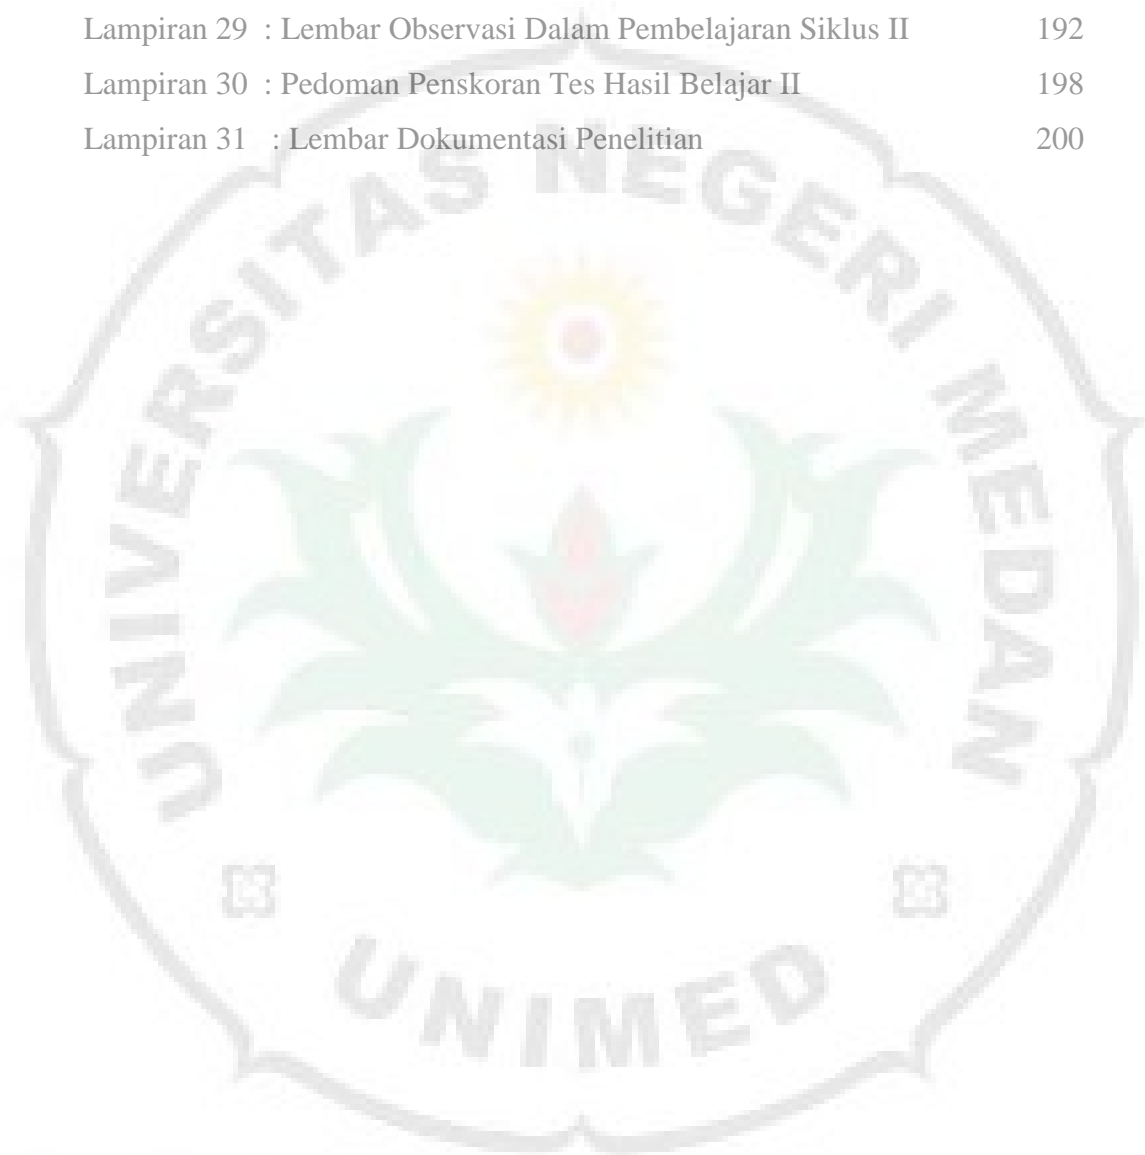 Lampiran 29 : Lembar Observasi Dalam Pembelajaran Siklus II 192
Lampiran 30 : Pedoman Penskoran Tes Hasil Belajar II 198
Lampiran 31 : Lembar Dokumentasi Penelitian 200
UNIVERSITAS NEGERI MEDAN
UNIMED